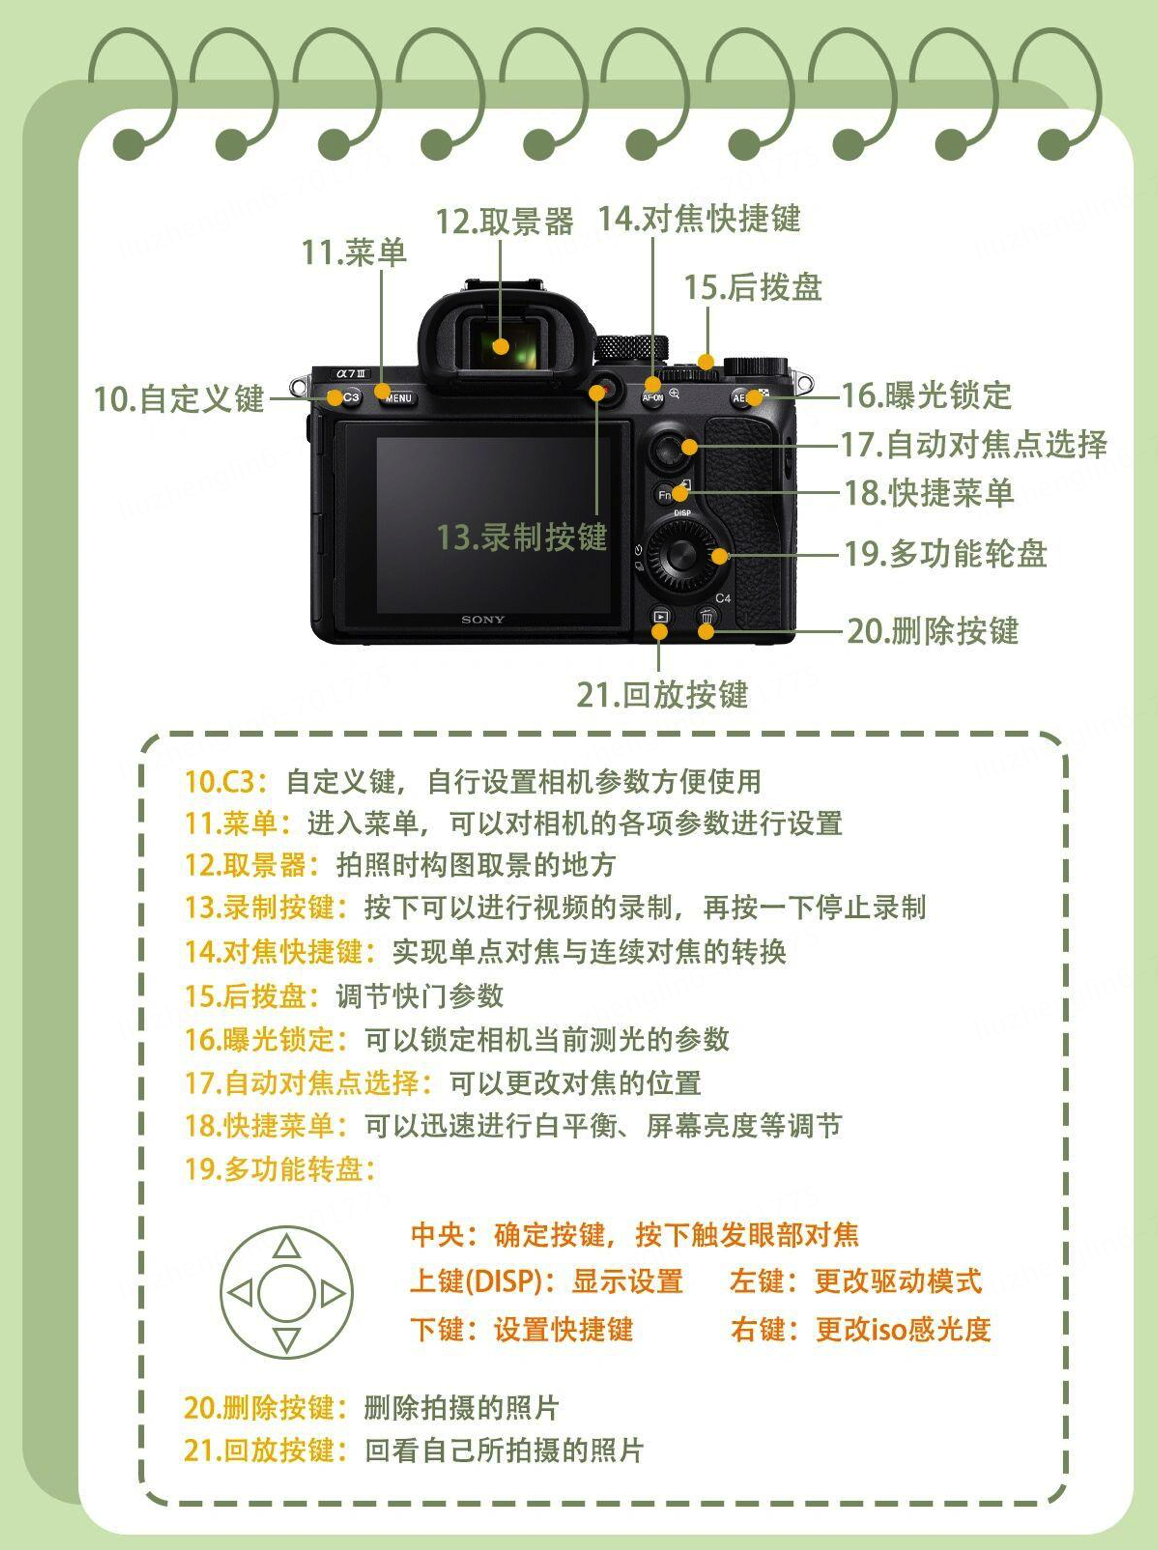 12.取景器
14.对焦快捷键
11.菜单
15.后拨盘
α7III
10.自定义键
C3
MENU
AF-ON
AEL
16.曝光锁定
17.自动对焦点选择
Fn
18.快捷菜单
DISP
13.录制按键
19.多功能轮盘
C4
SONY
20.删除按键
21.回放按键
10.C3：自定义键，自行设置相机参数方便使用
11.菜单：进入菜单，可以对相机的各项参数进行设置
12.取景器：拍照时构图取景的地方
13.录制按键：按下可以进行视频的录制，再按一下停止录制
14.对焦快捷键：实现单点对焦与连续对焦的转换
15.后拨盘：调节快门参数
16.曝光锁定：可以锁定相机当前测光的参数
17.自动对焦点选择：可以更改对焦的位置
18.快捷菜单：可以迅速进行白平衡、屏幕亮度等调节
19.多功能转盘：
中央：确定按键，按下触发眼部对焦
上键(DISP)：显示设置 左键：更改驱动模式
下键：设置快捷键 右键：更改iso感光度
20.删除按键：删除拍摄的照片
21.回放按键：回看自己所拍摄的照片